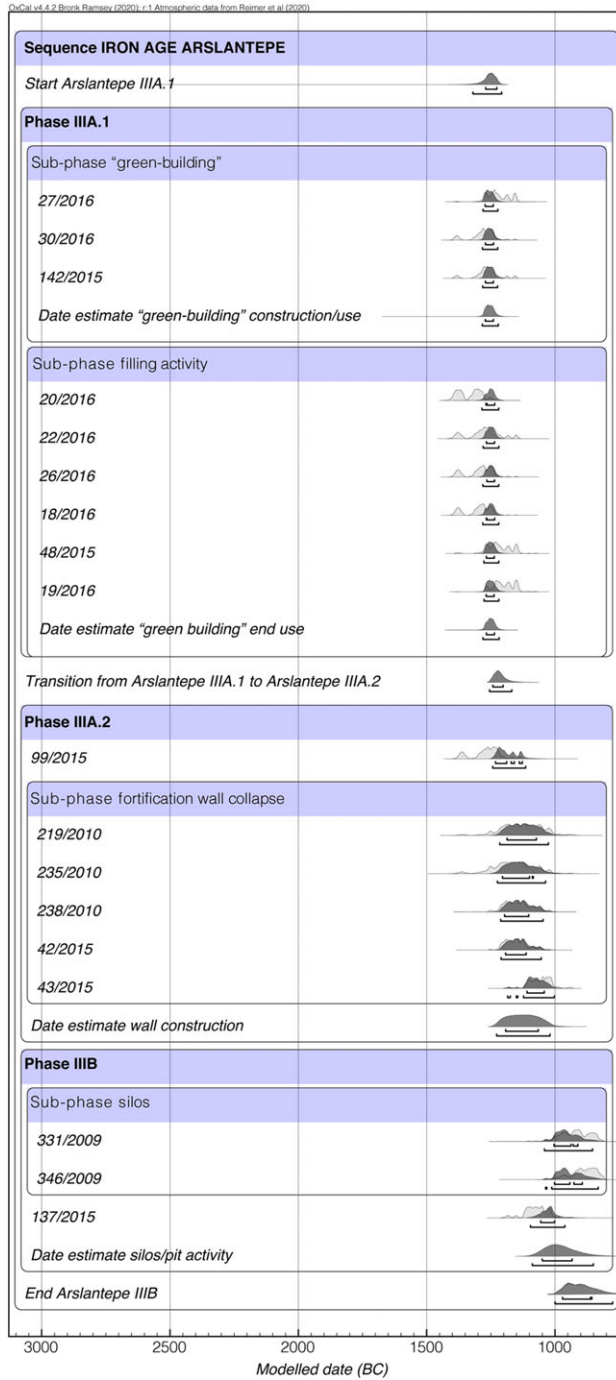 OxCal v4.4.2 Bronk Ramsey (2020); r:1 Atmospheric data from Reimer et al (2020)
Sequence IRON AGE ARSLANTEPE
Start Arslantepe IIIA.1
Phase IIIA.1
Sub-phase “green-building”
27/2016
30/2016
142/2015
Date estimate “green-building” construction/use
Sub-phase filling activity
20/2016
22/2016
26/2016
18/2016
48/2015
19/2016
Date estimate “green building” end use
Transition from Arslantepe IIIA.1 to Arslantepe IIIA.2
Phase IIIA.2
99/2015
Sub-phase fortification wall collapse
219/2010
235/2010
238/2010
42/2015
43/2015
Date estimate wall construction
Phase IIIB
Sub-phase silos
331/2009
346/2009
137/2015
Date estimate silos/pit activity
End Arslantepe IIIB
3000 2500 2000 1500 1000
Modelled date (BC)